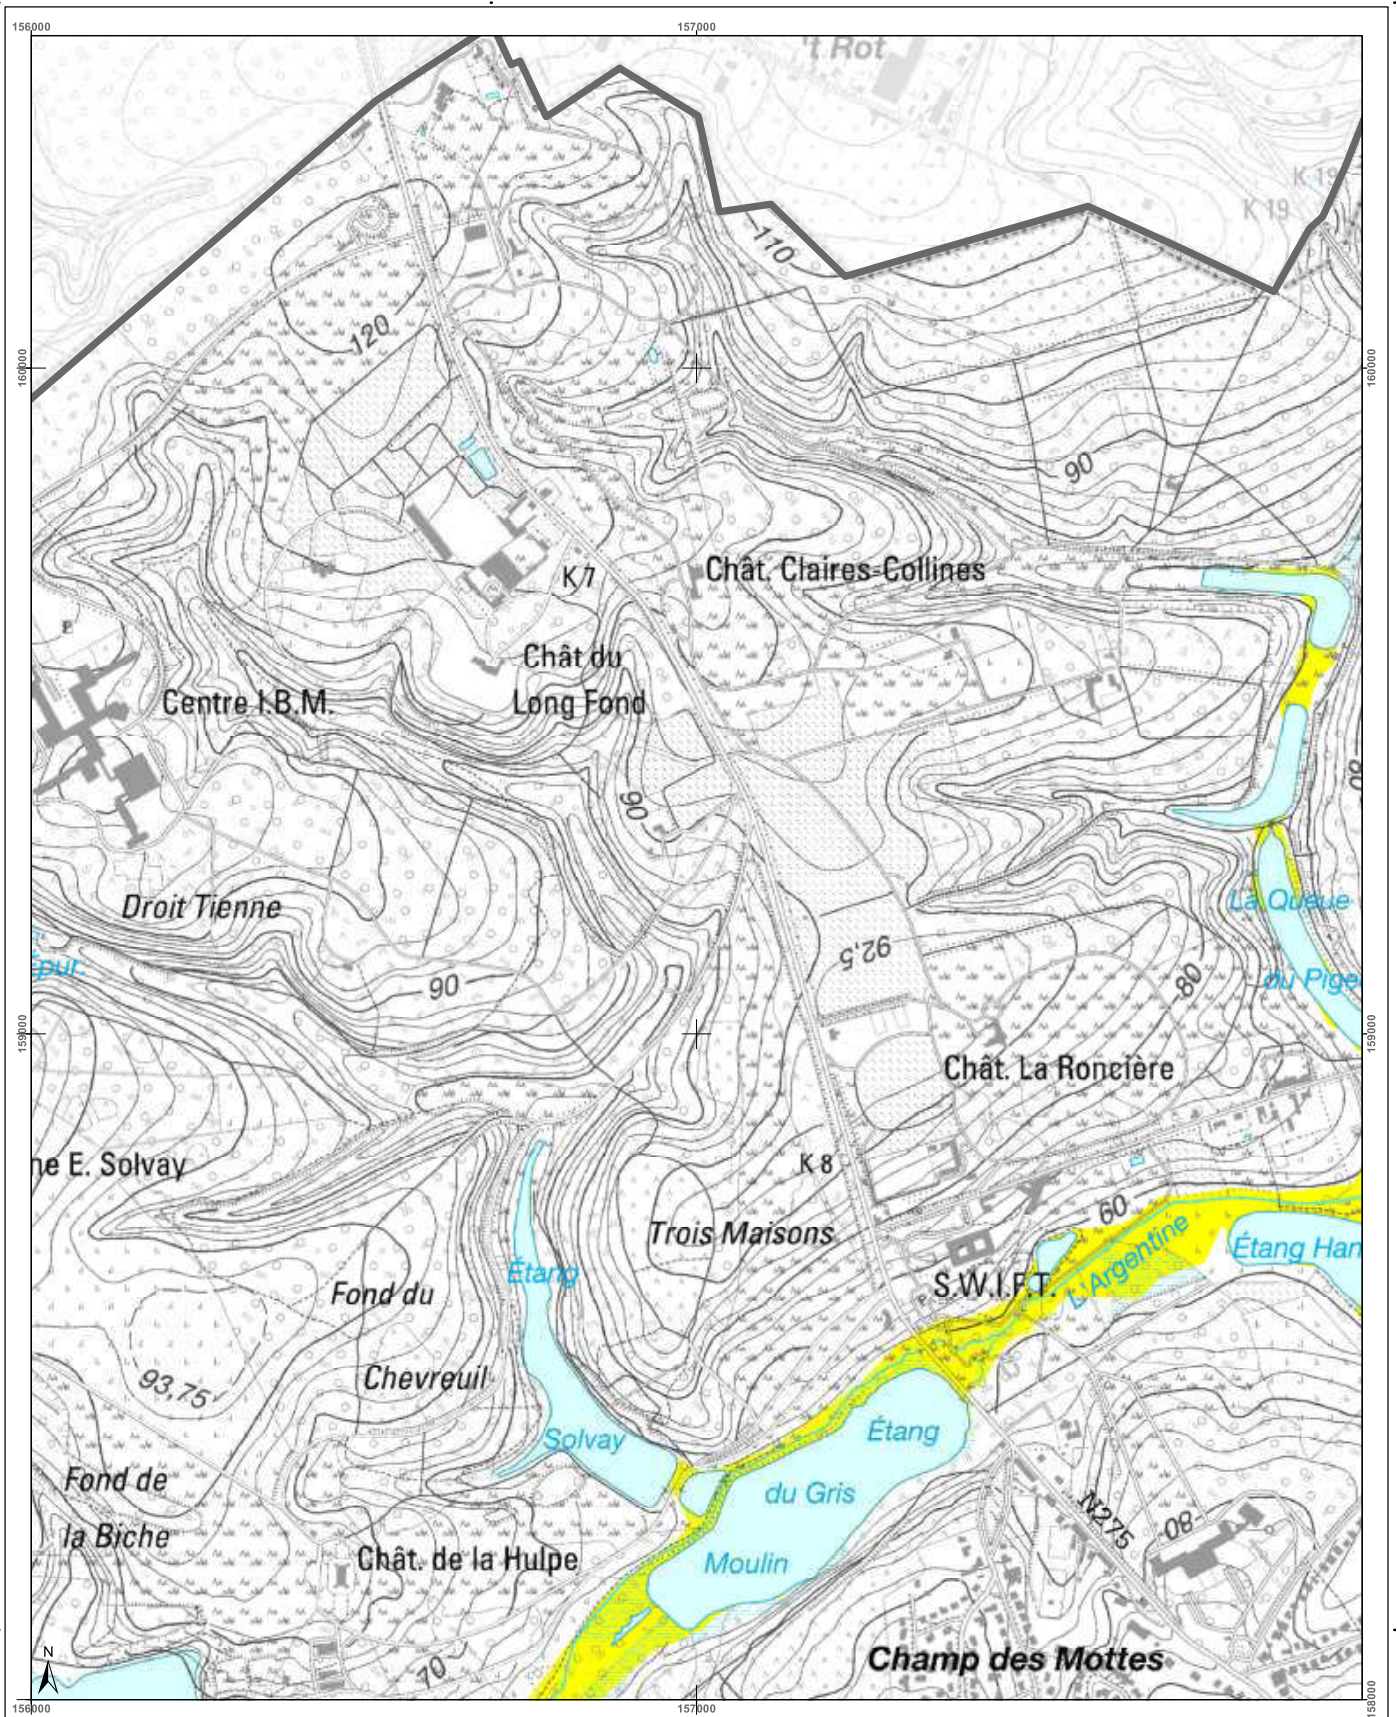 156000
157000
't Rot
K 19
K 19
110
120
160000
160000
90
K 7
Chât. Claires-Collines
E
Chât du
Long Fond
Centre I.B.M.
80
90
Droit Tienne
La Queue
92,5
Épur.
90
du Pige
80
159000
159000
Chât. La Roncière
ne E. Solvay
K 8
60
Trois Maisons
L'Argentine
Étang Han
Étang
S.W.I.F.T.
Fond du
P
Chevreuil
93,75
Étang
Solvay
Fond de
du Gris
la Biche
N275
80
Chât. de la Hulpe
Moulin
Champ des Mottes
70
N
156000
157000
158000